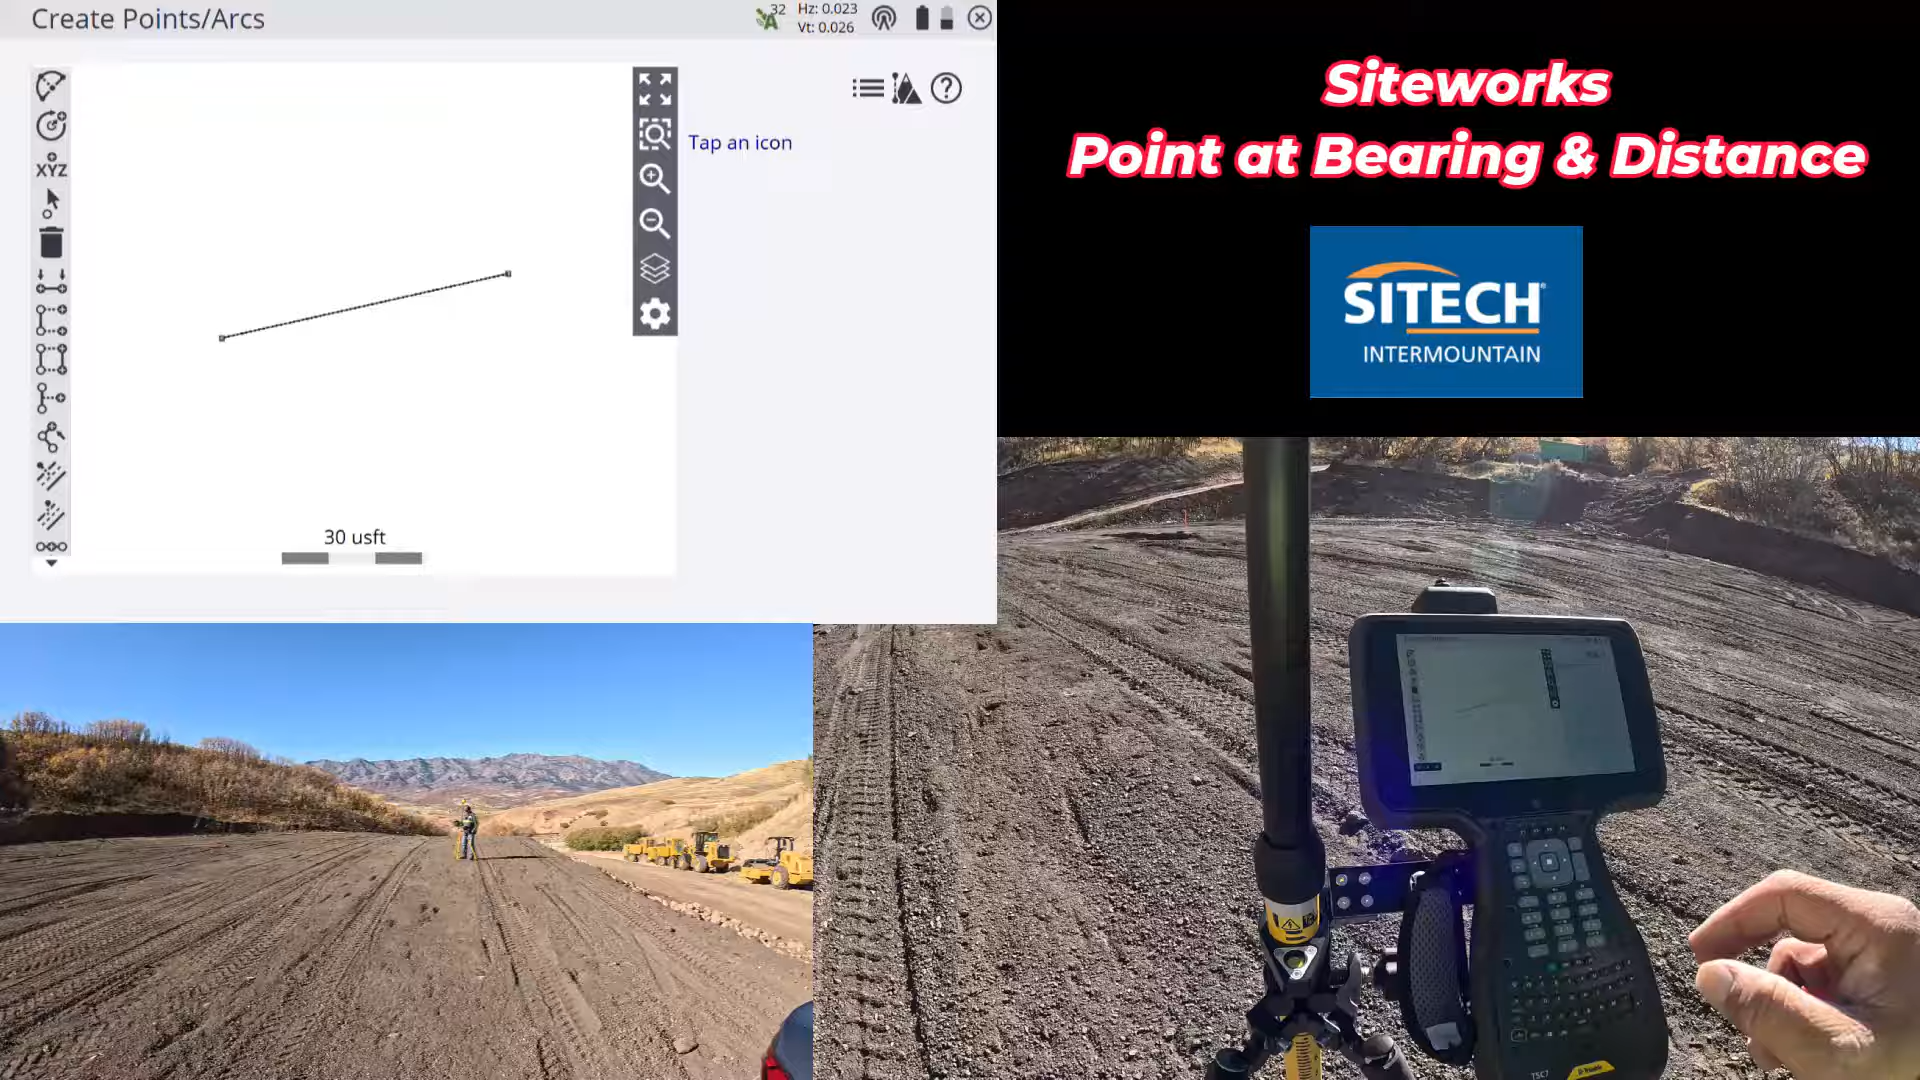 Create Points/Arcs
32
Hz: 0.023
Vt: 0.026
XYZ
Tap an icon
30 usft
Siteworks
Point at Bearing & Distance
SITECH®
INTERMOUNTAIN
TSC7